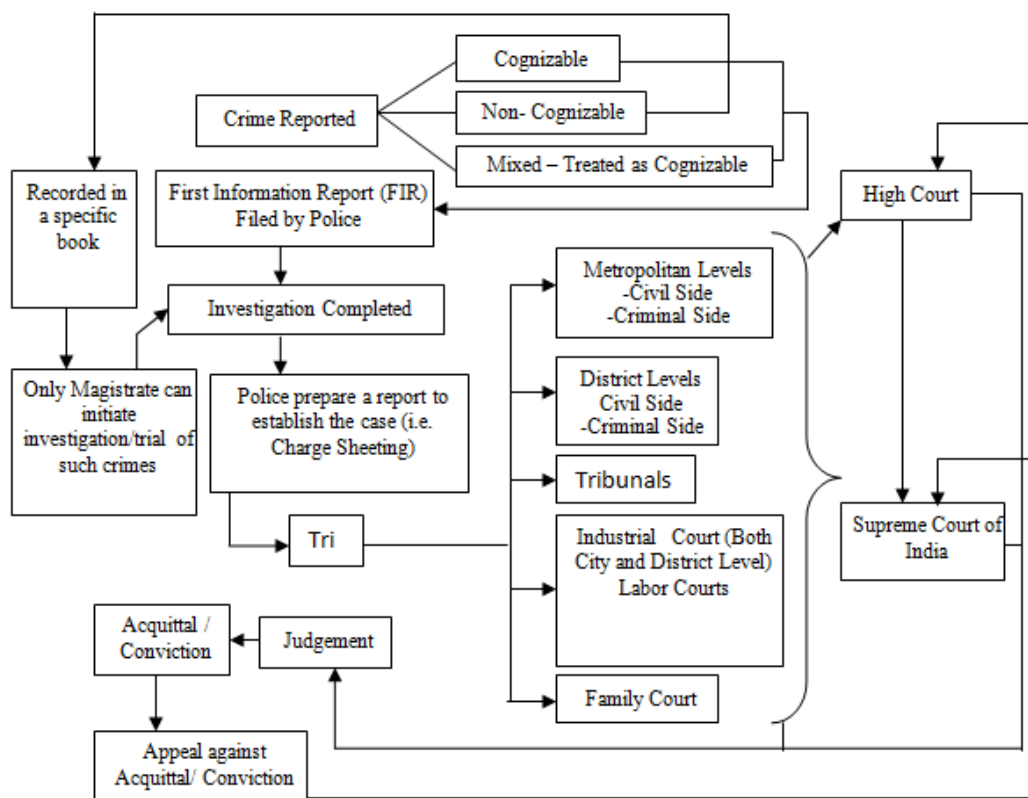 Cognizable
Crime Reported
Non- Cognizable
Mixed – Treated as Cognizable
Recorded in
a specific
book
First Information Report (FIR)
Filed by Police
High Court
Investigation Completed
Metropolitan Levels
-Civil Side
-Criminal Side
Only Magistrate can
initiate
investigation/trial of
such crimes
Police prepare a report to
establish the case (i.e.
Charge Sheeting)
District Levels
Civil Side
-Criminal Side
Tribunals
Tri
Industrial Court (Both
City and District Level)
Labor Courts
Supreme Court of
India
Acquittal /
Conviction
Judgement
Family Court
Appeal against
Acquittal/ Conviction